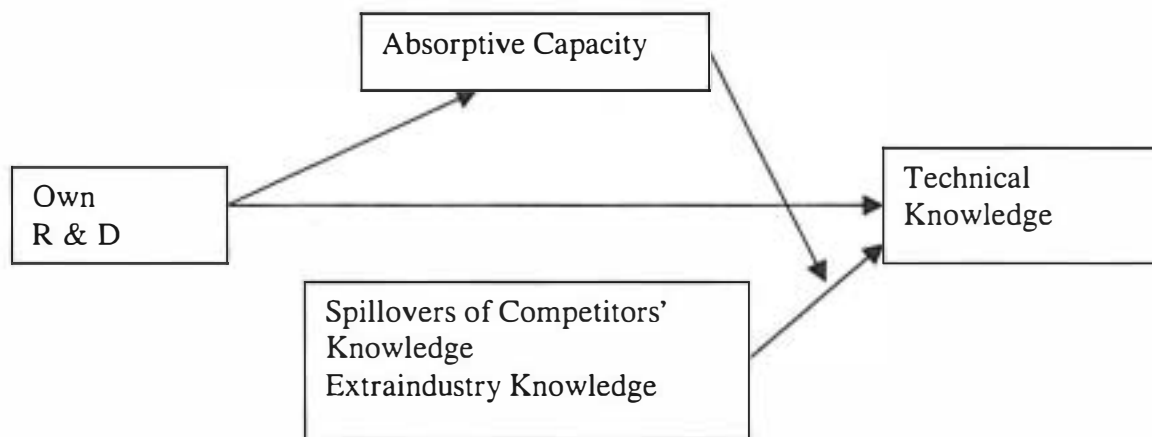 Absorptive Capacity
Own
R & D
Technical
Knowledge
Spillovers of Competitors’
Knowledge
Extraindustry Knowledge